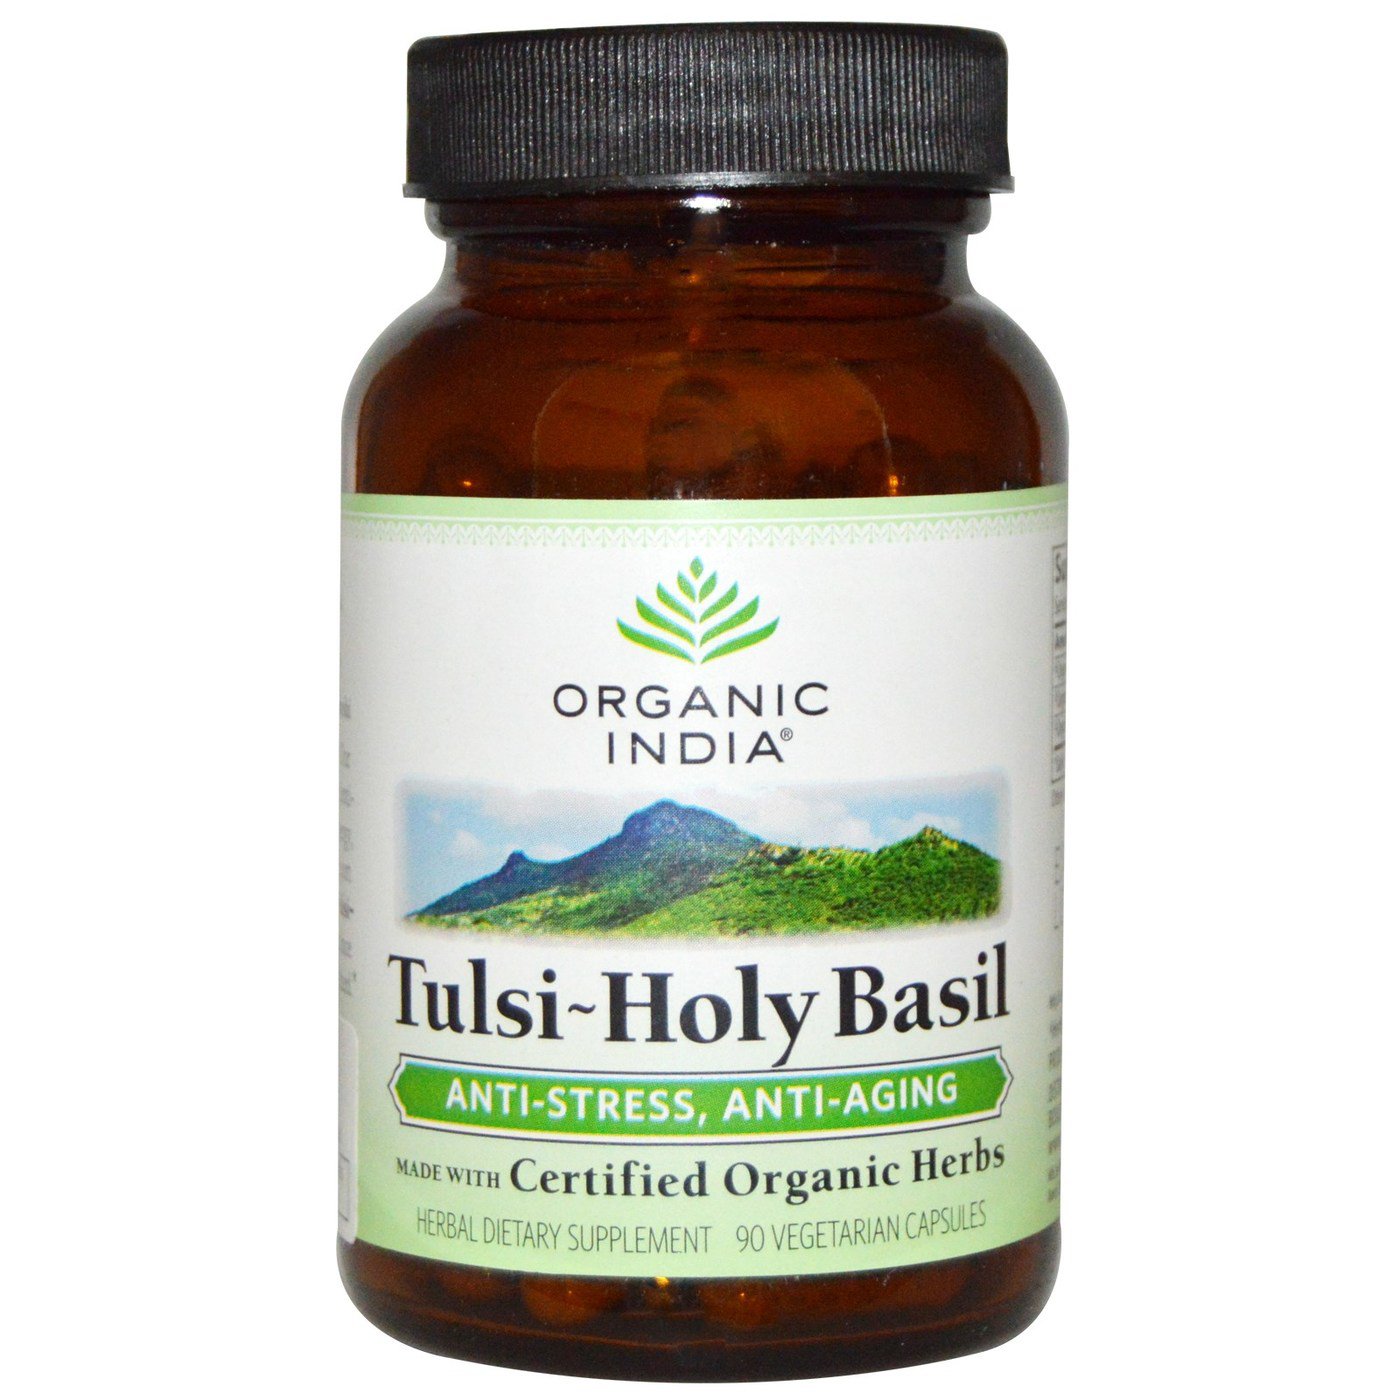 ORGANIC
INDIA®
Tulsi~Holy Basil
ANTI-STRESS, ANTI-AGING
MADE WITH Certified Organic Herbs
HERBAL DIETARY SUPPLEMENT 90 VEGETARIAN CAPSULES